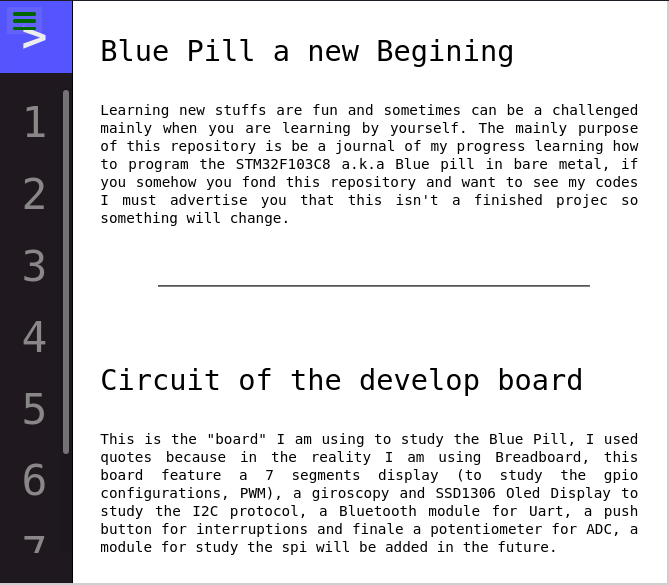 >
1
2
3
4
5
6
7
Blue Pill a new Begining
Learning new stuffs are fun and sometimes can be a challenged
mainly when you are learning by yourself. The mainly purpose
of this repository is be a journal of my progress learning how
to program the STM32F103C8 a.k.a Blue pill in bare metal, if
you somehow you fond this repository and want to see my codes
I must advertise you that this isn't a finished projec so
something will change.
Circuit of the develop board
This is the "board" I am using to study the Blue Pill, I used
quotes because in the reality I am using Breadboard, this
board feature a 7 segments display (to study the gpio
configurations, PWM), a giroscopy and SSD1306 Oled Display to
study the I2C protocol, a Bluetooth module for Uart, a push
button for interruptions and finale a potentiometer for ADC, a
module for study the spi will be added in the future.